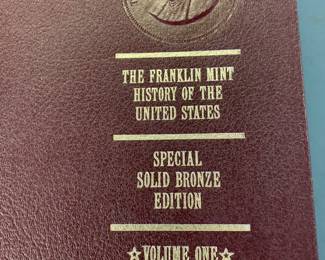 THE FRANKLIN MINT
HISTORY OF THE
UNITED STATES
SPECIAL
SOLID BRONZE
EDITION
VOLUME ONE